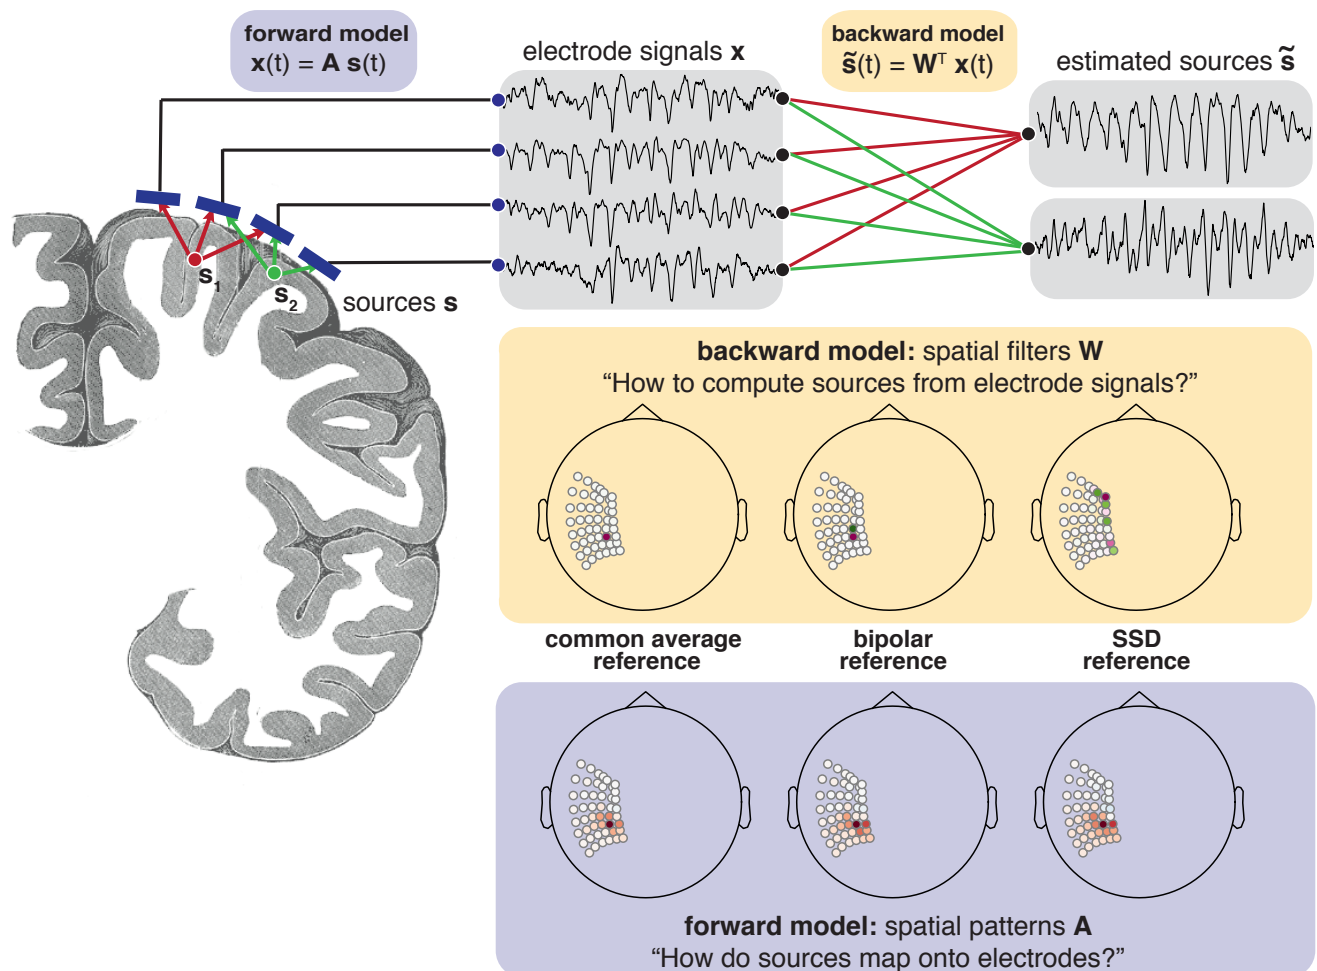 forward model
x(t) = A s(t)
electrode signals x
backward model
s̃(t) = Wᵀ x(t)
estimated sources s̃
s₁
s₂
sources s
backward model: spatial filters W
“How to compute sources from electrode signals?”
common average
reference
bipolar
reference
SSD
reference
forward model: spatial patterns A
“How do sources map onto electrodes?”